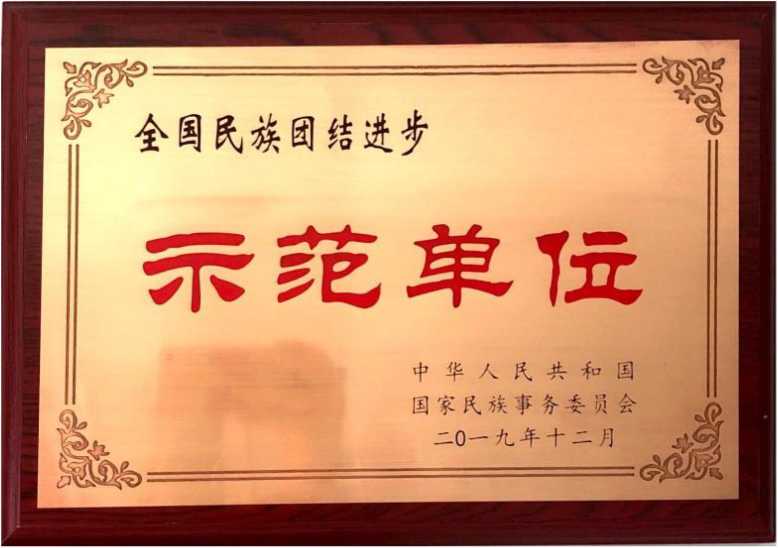 全国民族团结进步
示范单位
中华人民共和国
国家民族事务委员会
二0一九年十二月